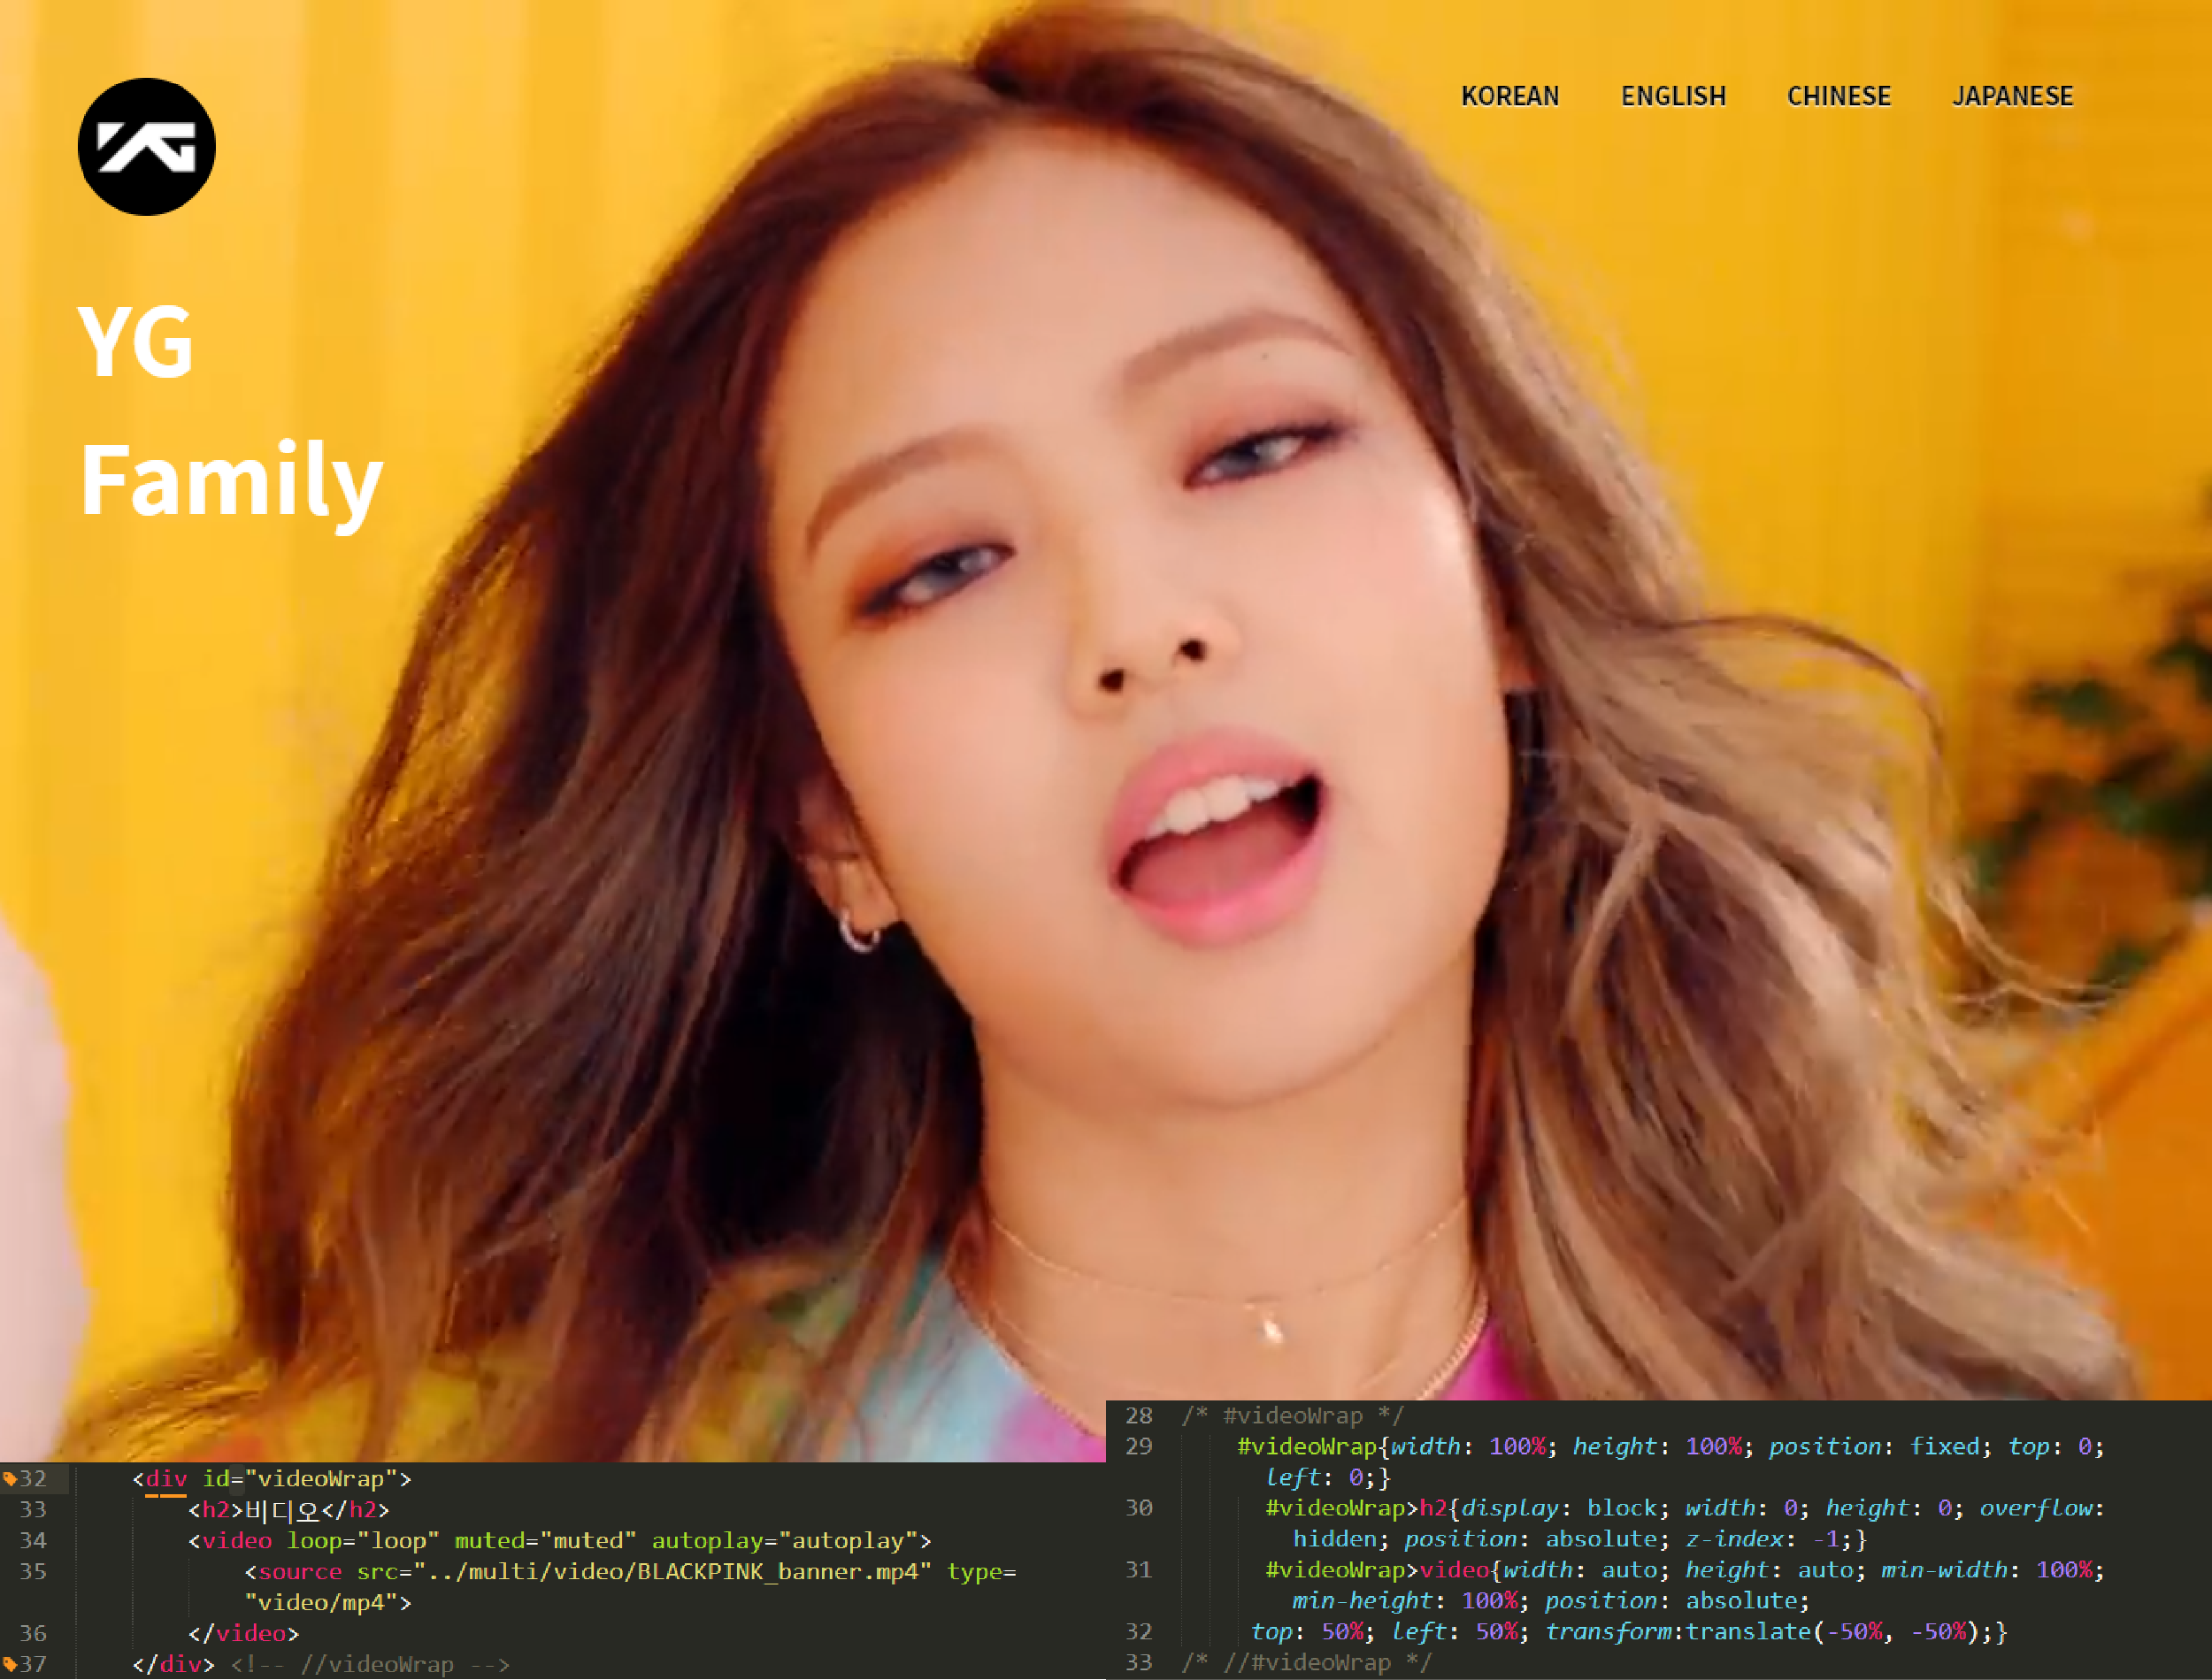 YG
KOREAN ENGLISH CHINESE JAPANESE
YG
Family
32 <div id="videoWrap">
33 <h2>비디오</h2>
34 <video loop="loop" muted="muted" autoplay="autoplay">
35 <source src="../multi/video/BLACKPINK_banner.mp4" type=
"video/mp4">
36 </video>
37 </div> <!-- //videoWrap -->
28 /* #videoWrap */
29 #videoWrap{width: 100%; height: 100%; position: fixed; top: 0;
left: 0;}
30 #videoWrap>h2{display: block; width: 0; height: 0; overflow:
hidden; position: absolute; z-index: -1;}
31 #videoWrap>video{width: auto; height: auto; min-width: 100%;
min-height: 100%; position: absolute;
32 top: 50%; left: 50%; transform:translate(-50%, -50%);}
33 /* //#videoWrap */